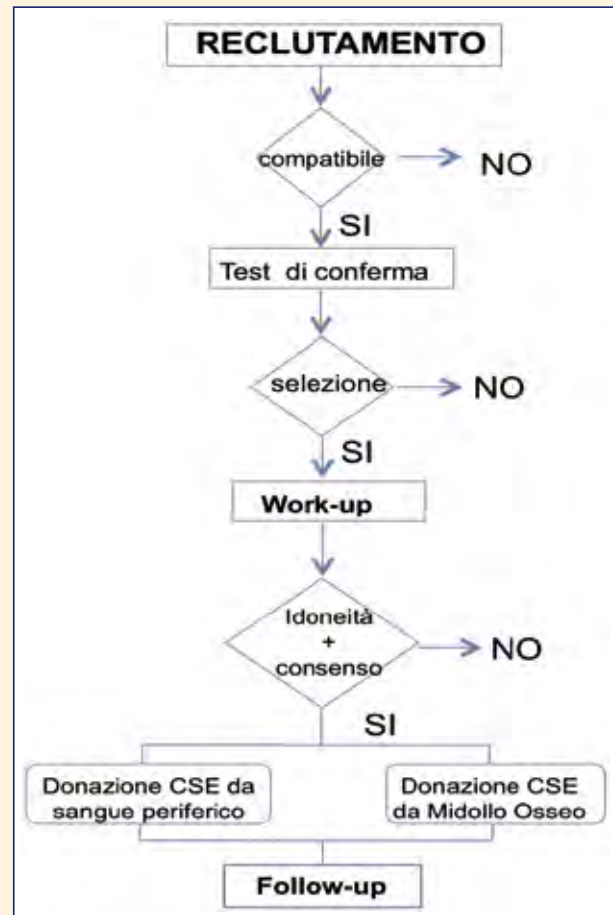 RECLUTAMENTO
compatibile
NO
SI
Test di conferma
selezione
NO
SI
Work-up
Idoneità
+
consenso
NO
SI
Donazione CSE da
sangue periferico
Donazione CSE
da Midollo Osseo
Follow-up